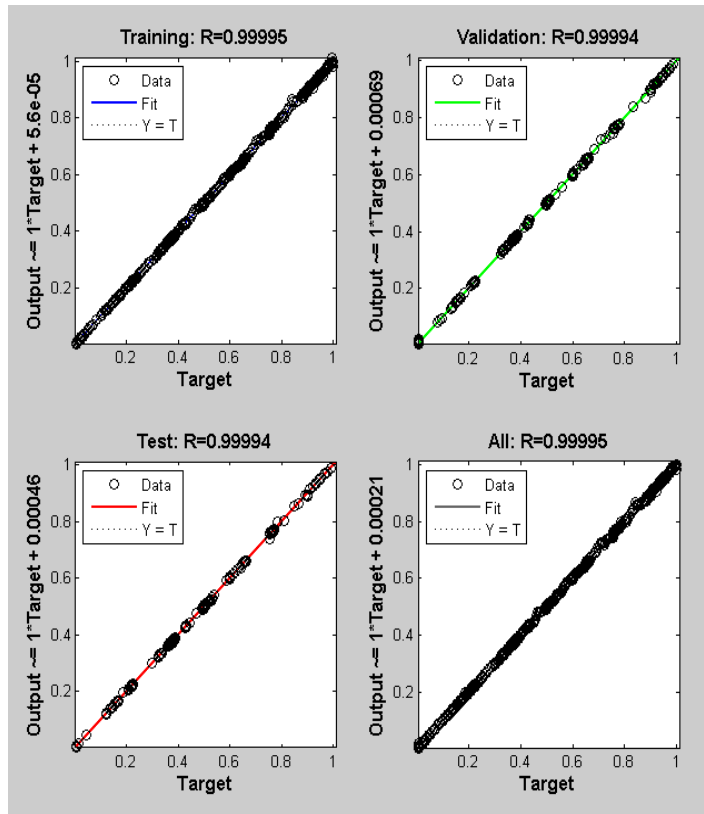 Training: R=0.99995
Output ~= 1*Target + 5.6e-05
1
0.8
0.6
0.4
0.2
Data
Fit
Y = T
0.2 0.4 0.6 0.8 1
Target
Validation: R=0.99994
Output ~= 1*Target + 0.00069
1
0.8
0.6
0.4
0.2
Data
Fit
Y = T
0.2 0.4 0.6 0.8 1
Target
Test: R=0.99994
Output ~= 1*Target + 0.00046
1
0.8
0.6
0.4
0.2
Data
Fit
Y = T
0.2 0.4 0.6 0.8 1
Target
All: R=0.99995
Output ~= 1*Target + 0.00021
1
0.8
0.6
0.4
0.2
Data
Fit
Y = T
0.2 0.4 0.6 0.8 1
Target